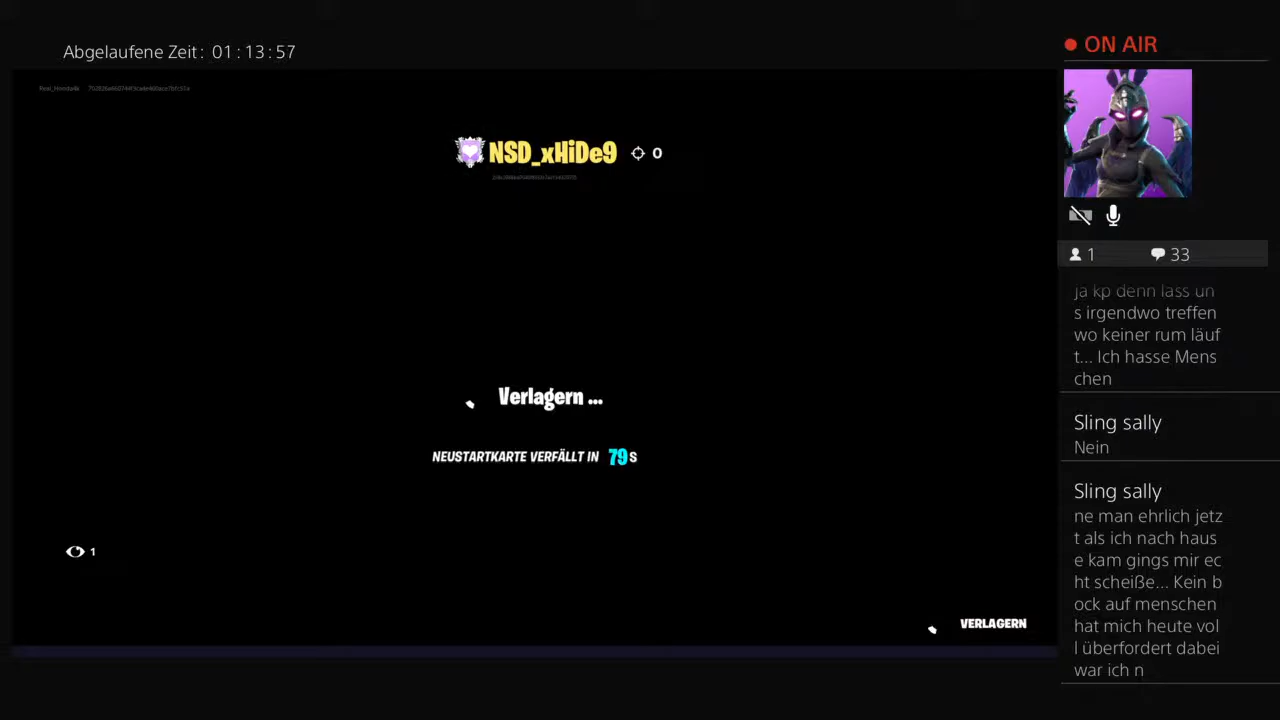 Abgelaufene Zeit: 01:13:57
ON AIR
NSD_xHiDe9 0
1 33
ja kp denn lass un
s irgendwo treffen
wo keiner rum läuf
t... Ich hasse Mens
chen
Verlagern ...
Sling sally
Nein
NEUSTARTKARTE VERFÄLLT IN 79 S
Sling sally
ne man ehrlich jetz
t als ich nach haus
e kam gings mir ec
ht scheiße... Kein b
ock auf menschen
hat mich heute vol
l überfordert dabei
war ich n
1
VERLAGERN